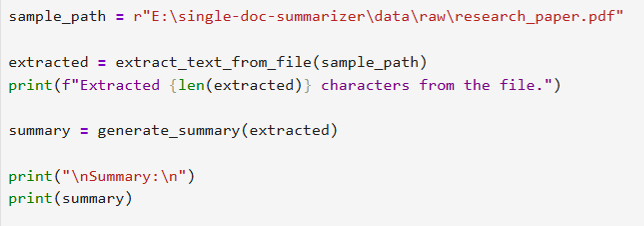 sample_path = r"E:\single-doc-summarizer\data\raw\research_paper.pdf"
extracted = extract_text_from_file(sample_path)
print(f"Extracted {len(extracted)} characters from the file.")
summary = generate_summary(extracted)
print("\nSummary:\n")
print(summary)